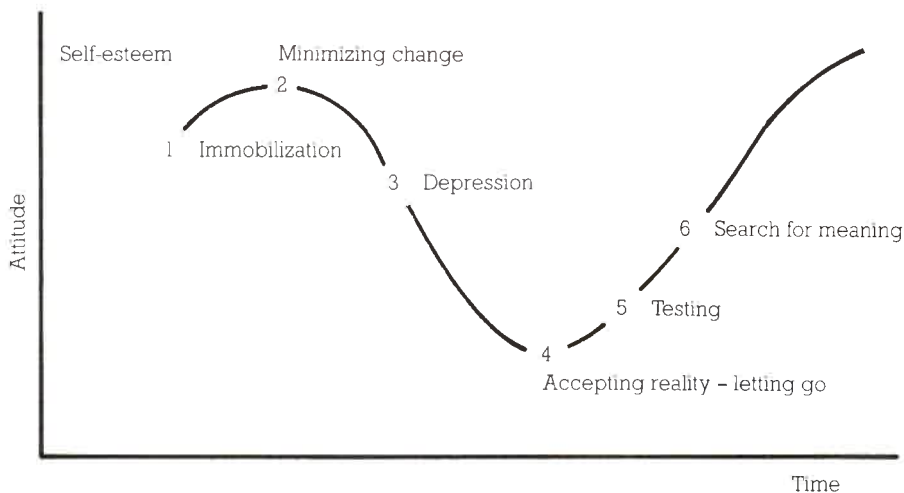 Self-esteem
Minimizing change
2
1 Immobilization
3 Depression
Attitude
6 Search for meaning
5 Testing
4
Accepting reality – letting go
Time